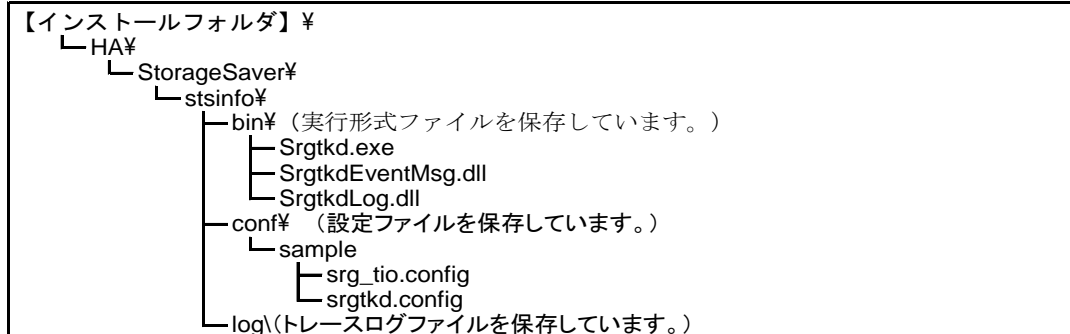 【インストールフォルダ】¥
HA¥
StorageSaver¥
stsinfo¥
bin¥（実行形式ファイルを保存しています。）
Srgtkd.exe
SrgtkdEventMsg.dll
SrgtkdLog.dll
conf¥ （設定ファイルを保存しています。）
sample
srg_tio.config
srgtkd.config
log\(トレースログファイルを保存しています。）